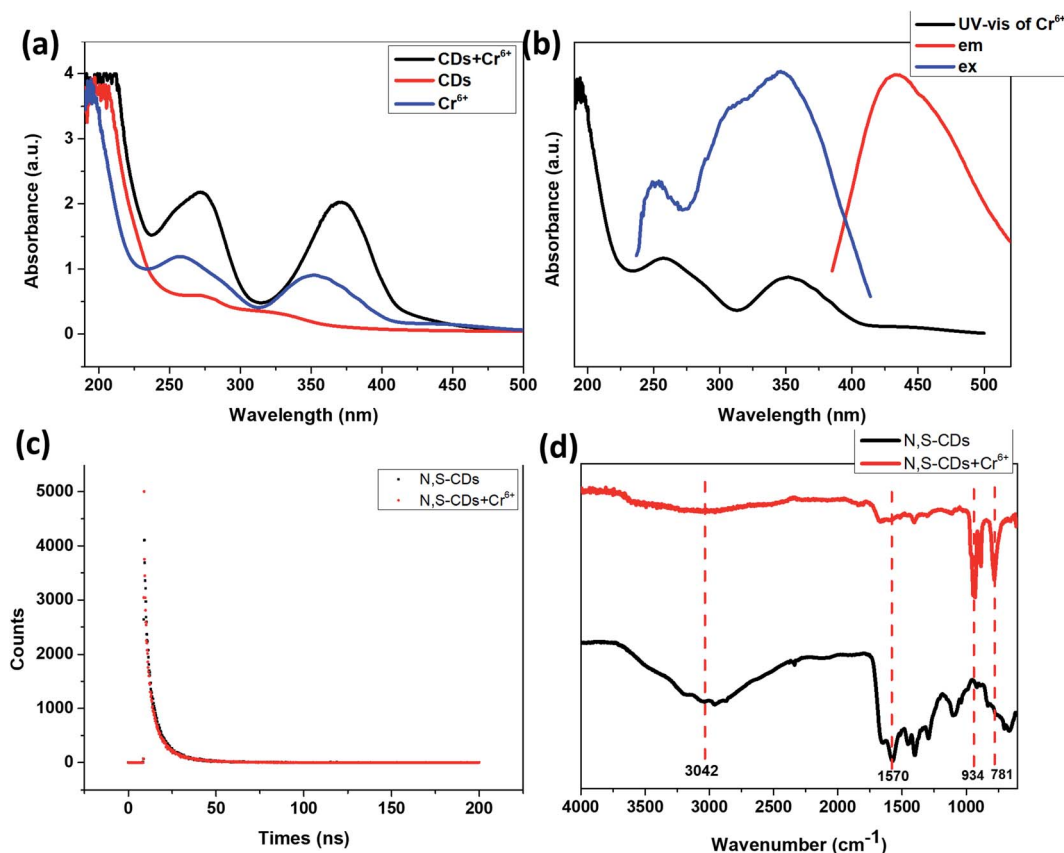 (a)
CDs+Cr⁶⁺
CDs
Cr⁶⁺
Absorbance (a.u.)
4
3
2
1
0
200 250 300 350 400 450 500
Wavelength (nm)
(b)
UV-vis of Cr⁶⁺
em
ex
Absorbance (a.u.)
200 250 300 350 400 450 500
Wavelength (nm)
(c)
N,S-CDs
N,S-CDs+Cr⁶⁺
Counts
5000
4000
3000
2000
1000
0
0 50 100 150 200
Times (ns)
(d)
N,S-CDs
N,S-CDs+Cr⁶⁺
3042
1570
934
781
4000 3500 3000 2500 2000 1500 1000
Wavenumber (cm⁻¹)